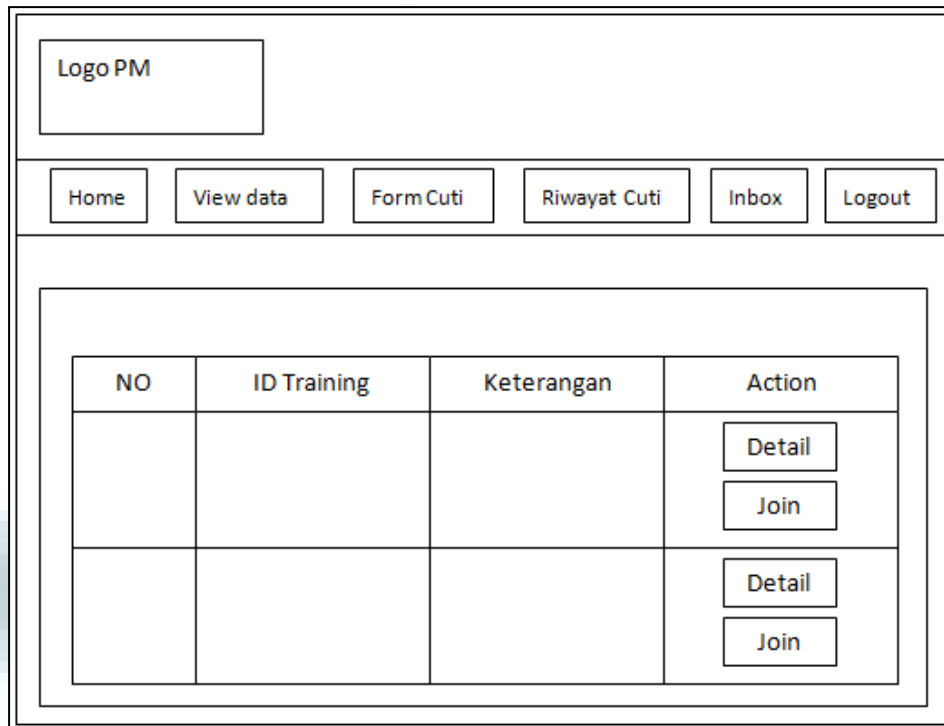 Logo PM
Home View data Form Cuti Riwayat Cuti Inbox Logout
NO ID Training Keterangan Action
Detail
Join
Detail
Join